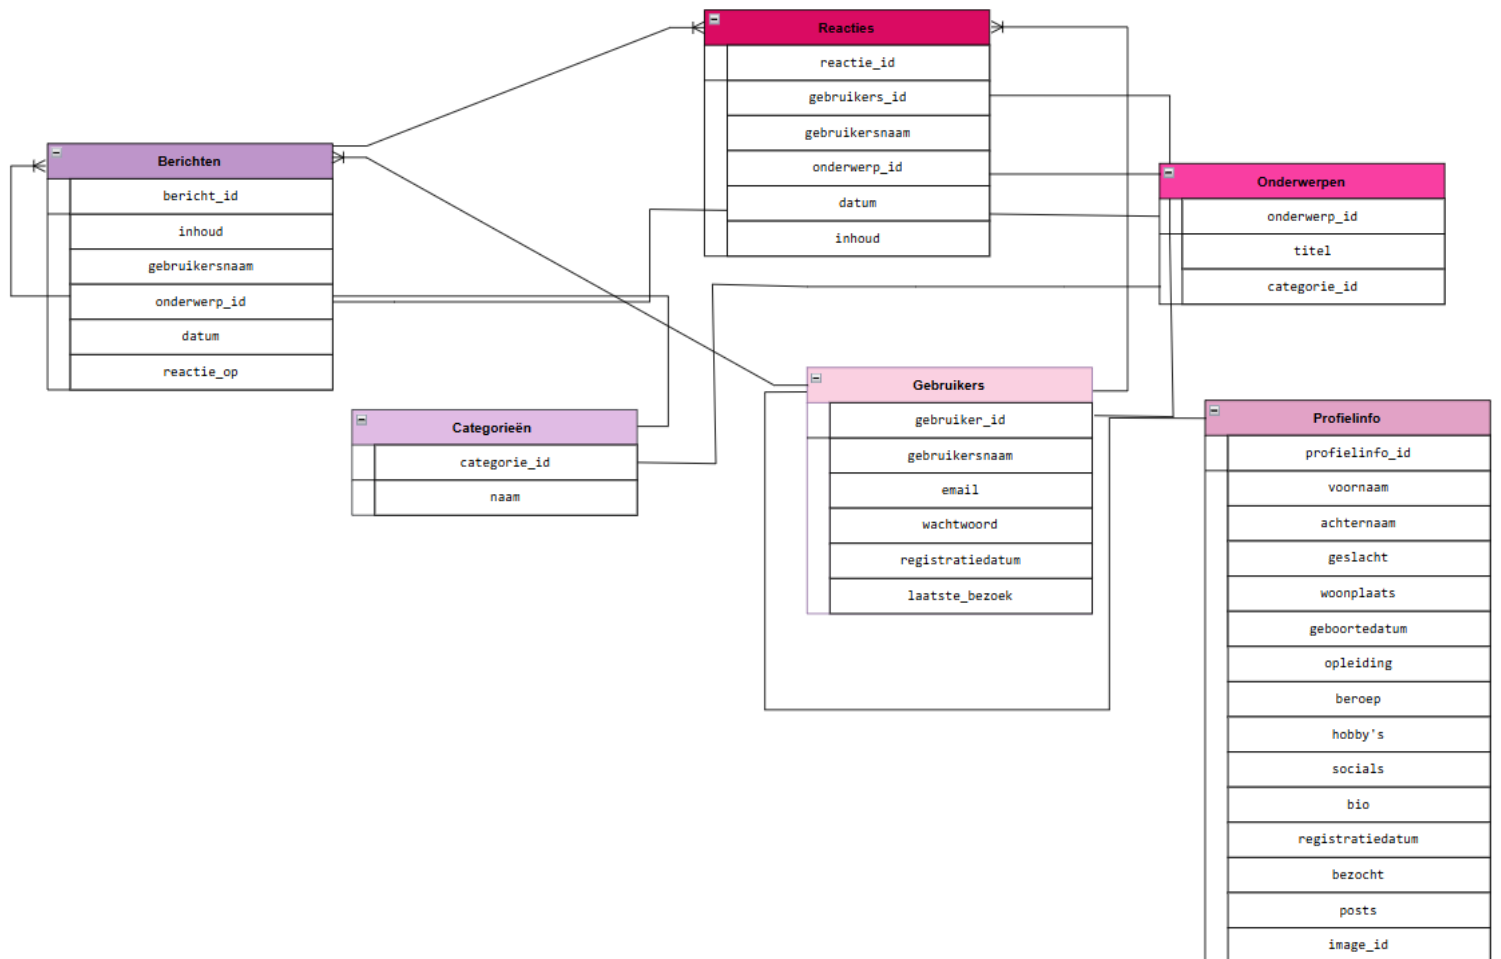 Reacties
reactie_id
gebruikers_id
gebruikersnaam
onderwerp_id
datum
inhoud
Berichten
bericht_id
inhoud
gebruikersnaam
onderwerp_id
datum
reactie_op
Onderwerpen
onderwerp_id
titel
categorie_id
Categorieën
categorie_id
naam
Gebruikers
gebruiker_id
gebruikersnaam
email
wachtwoord
registratiedatum
laatste_bezoek
Profielinfo
profielinfo_id
voornaam
achternaam
geslacht
woonplaats
geboortedatum
opleiding
beroep
hobby's
socials
bio
registratiedatum
bezocht
posts
image_id